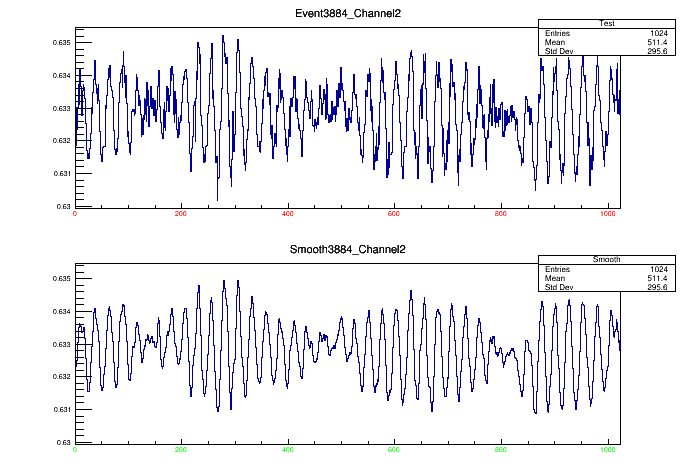 Event3884_Channel2
Test
Entries 1024
Mean 511.4
Std Dev 295.6
0.635
0.634
0.633
0.632
0.631
0.63
0 200 400 600 800 1000
Smooth3884_Channel2
Smooth
Entries 1024
Mean 511.4
Std Dev 295.6
0.635
0.634
0.633
0.632
0.631
0.63
0 200 400 600 800 1000